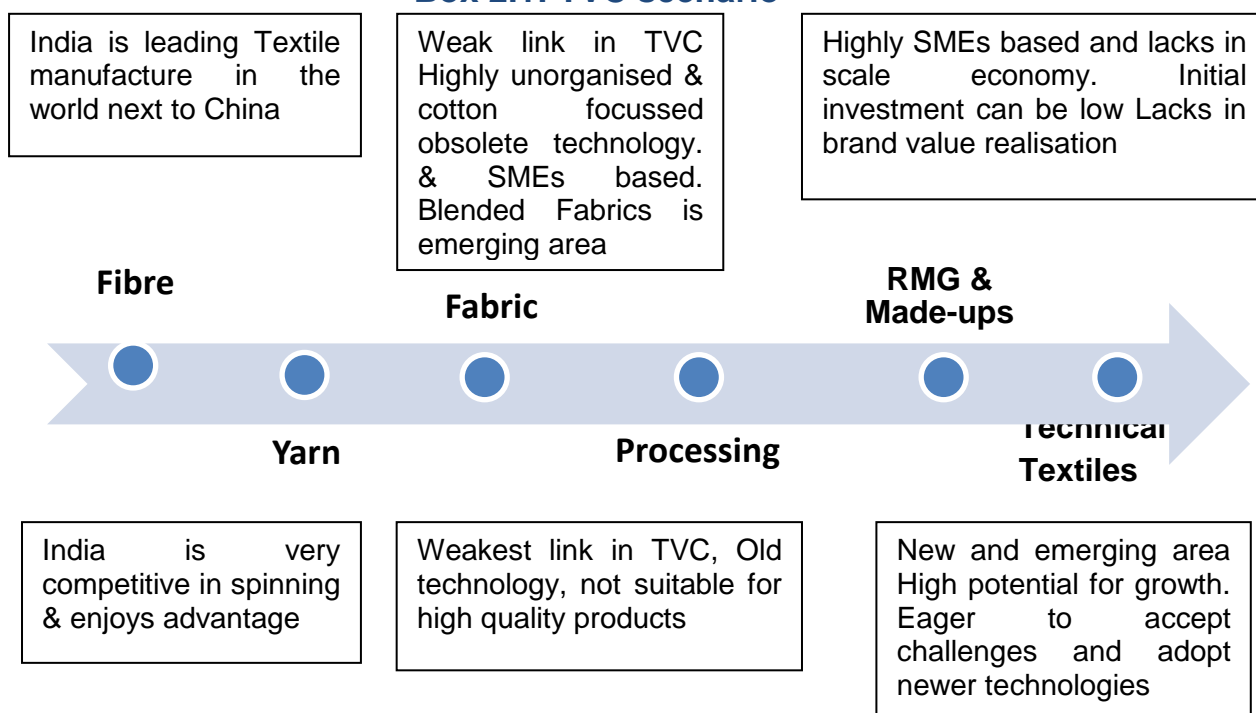 India is leading Textile
manufacture in the
world next to China
Weak link in TVC
Highly unorganised &
cotton focussed
obsolete technology.
& SMEs based.
Blended Fabrics is
emerging area
Highly SMEs based and lacks in
scale economy. Initial
investment can be low Lacks in
brand value realisation
Fibre
Fabric
RMG &
Made-ups
Yarn
Processing
Technical
Textiles
India is very
competitive in spinning
& enjoys advantage
Weakest link in TVC, Old
technology, not suitable for
high quality products
New and emerging area
High potential for growth.
Eager to accept
challenges and adopt
newer technologies